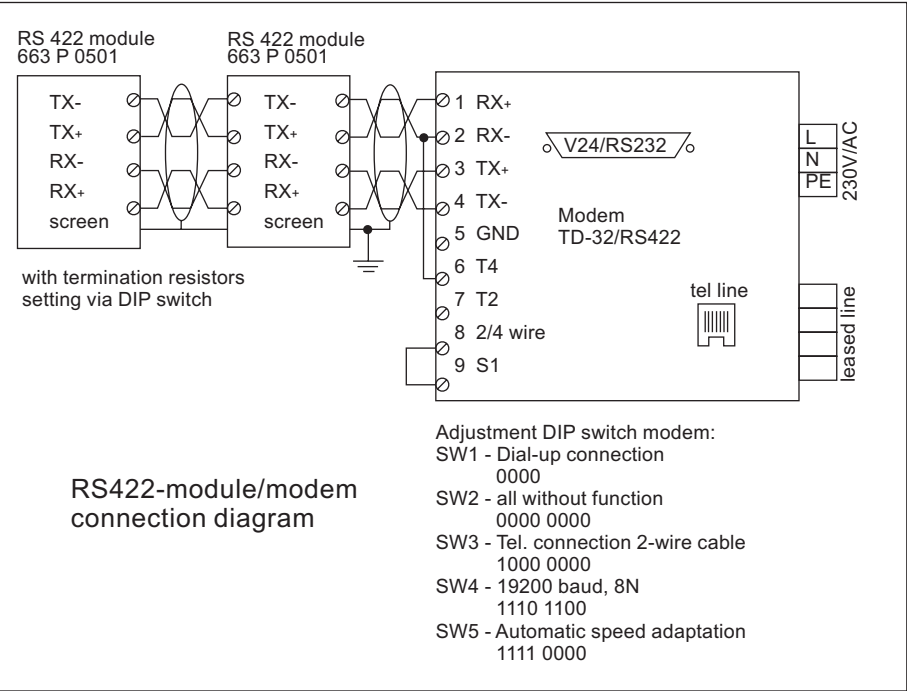 RS 422 module
663 P 0501
TX-
TX+
RX-
RX+
screen
with termination resistors
setting via DIP switch
RS 422 module
663 P 0501
TX-
TX+
RX-
RX+
screen
1 RX+
2 RX-
3 TX+
4 TX-
5 GND
6 T4
7 T2
8 2/4 wire
9 S1
V24/RS232
Modem
TD-32/RS422
tel line
L
N
PE
230V/AC
leased line
RS422-module/modem
connection diagram
Adjustment DIP switch modem:
SW1 - Dial-up connection
0000
SW2 - all without function
0000 0000
SW3 - Tel. connection 2-wire cable
1000 0000
SW4 - 19200 baud, 8N
1110 1100
SW5 - Automatic speed adaptation
1111 0000